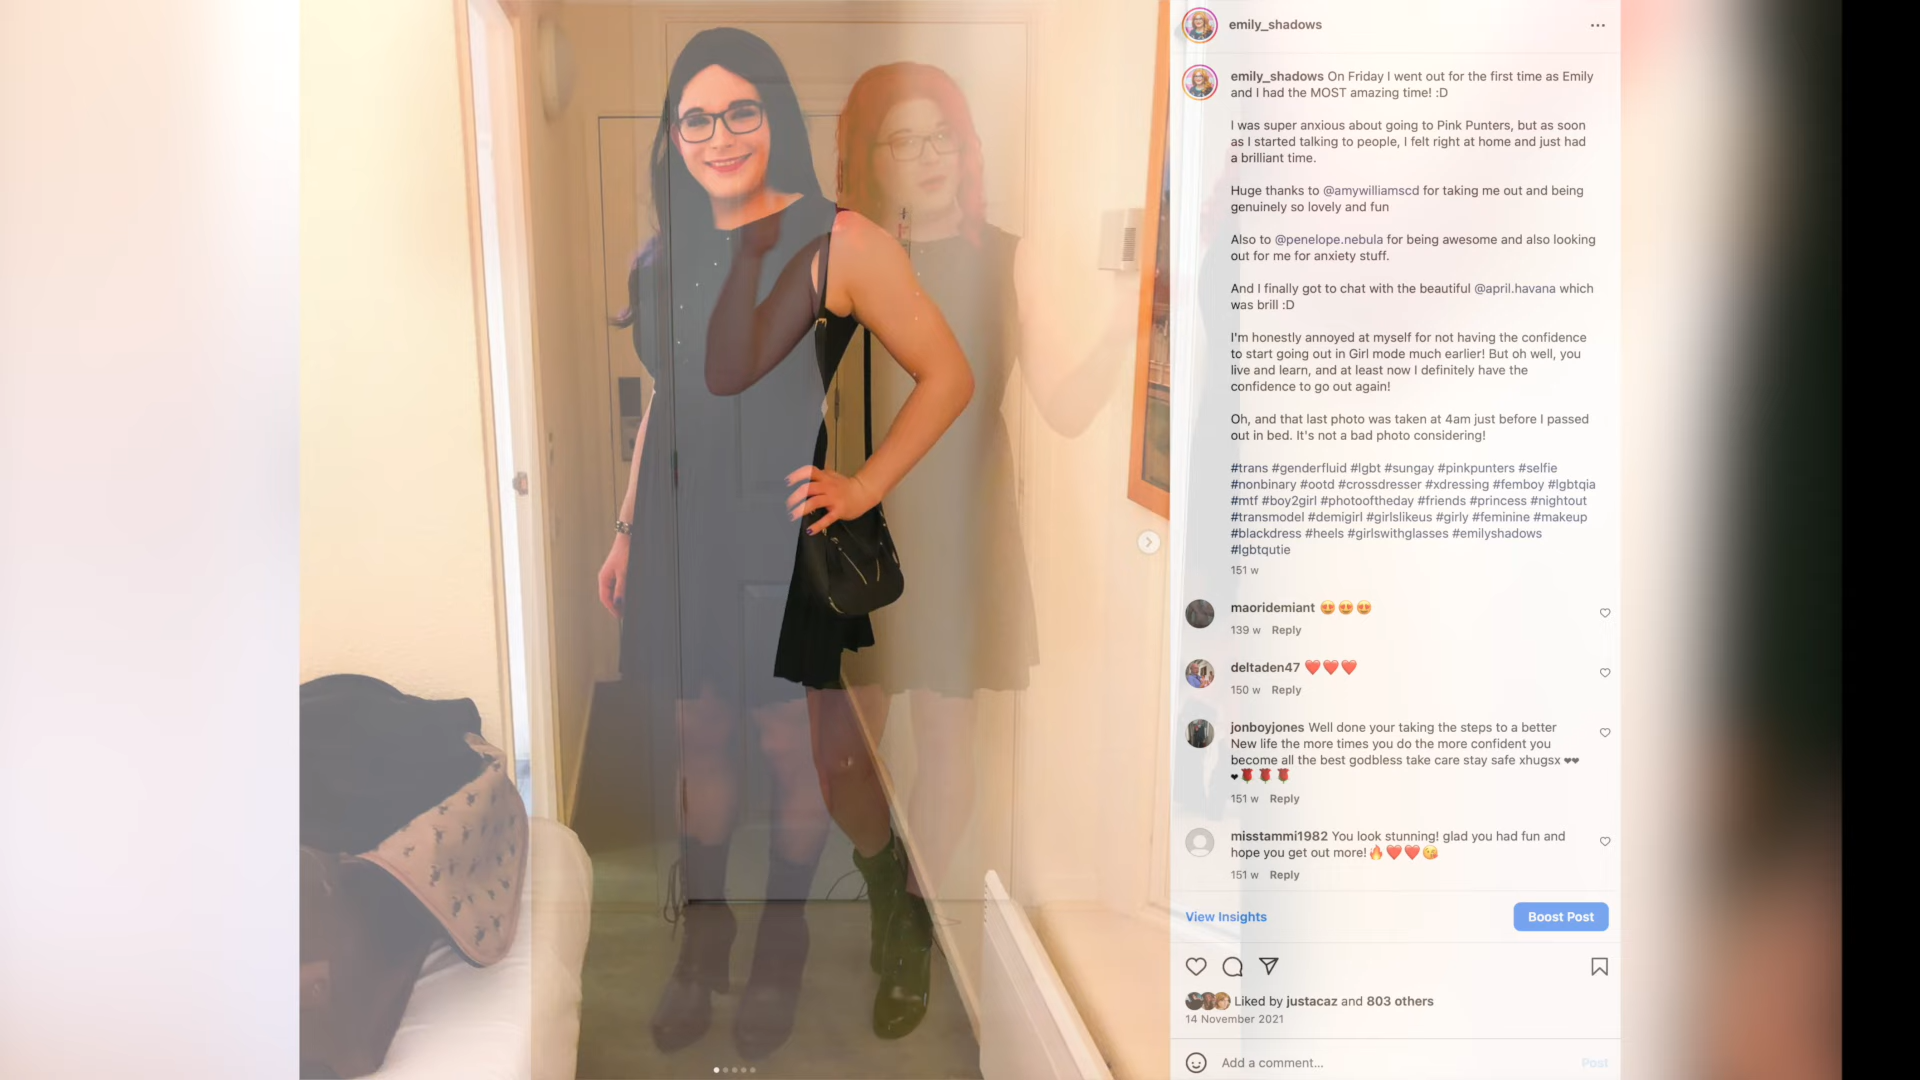 emily_shadows
emily_shadows On Friday I went out for the first time as Emily
and I had the MOST amazing time! :D
I was super anxious about going to Pink Punters, but as soon
as I started talking to people, I felt right at home and just had
a brilliant time.
Huge thanks to @amywilliamscd for taking me out and being
genuinely so lovely and fun
Also to @penelope.nebula for being awesome and also looking
out for me for anxiety stuff.
And I finally got to chat with the beautiful @april.havana which
was brill :D
I'm honestly annoyed at myself for not having the confidence
to start going out in Girl mode much earlier! But oh well, you
live and learn, and at least now I definitely have the
confidence to go out again!
Oh, and that last photo was taken at 4am just before I passed
out in bed. It's not a bad photo considering!
#trans #genderfluid #lgbt #sungay #pinkpunters #selfie
#nonbinary #ootd #crossdresser #xdressing #femboy #lgbtqia
#mtf #boy2girl #photooftheday #friends #princess #nightout
#transmodel #demigirl #girlslikeus #girly #feminine #makeup
#blackdress #heels #girlswithglasses #emilyshadows
#lgbtqutie
151 w
maoridemiant 😍😍😍
139 w Reply
deltaden47 ❤️❤️❤️
150 w Reply
jonboyjones Well done your taking the steps to a better
New life the more times you do the more confident you
become all the best godbless take care stay safe xhugsx ❤❤
❤🌹🌹🌹
151 w Reply
misstammi1982 You look stunning! glad you had fun and
hope you get out more!🔥❤️❤️😘
151 w Reply
View Insights
Boost Post
Liked by justacaz and 803 others
14 November 2021
Add a comment...
Post